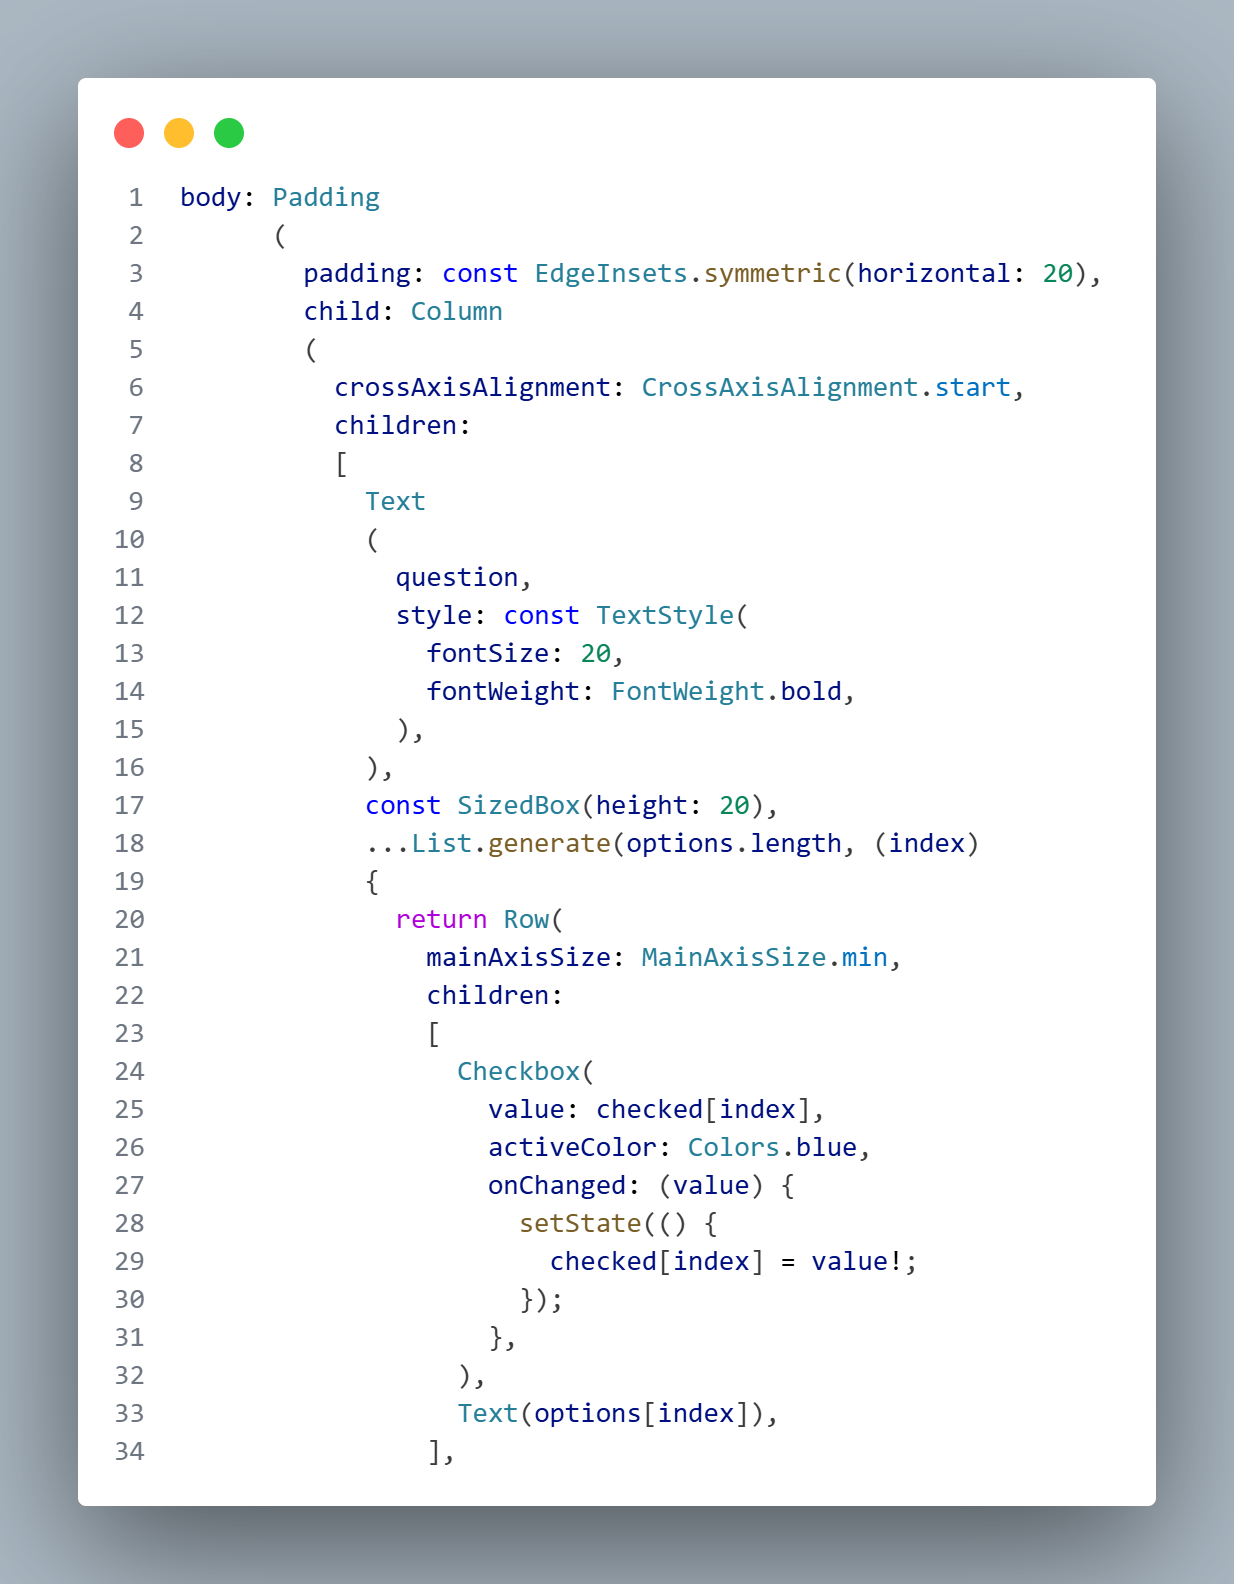 1 body: Padding
2 (
3 padding: const EdgeInsets.symmetric(horizontal: 20),
4 child: Column
5 (
6 crossAxisAlignment: CrossAxisAlignment.start,
7 children:
8 [
9 Text
10 (
11 question,
12 style: const TextStyle(
13 fontSize: 20,
14 fontWeight: FontWeight.bold,
15 ),
16 ),
17 const SizedBox(height: 20),
18 ...List.generate(options.length, (index)
19 {
20 return Row(
21 mainAxisSize: MainAxisSize.min,
22 children:
23 [
24 Checkbox(
25 value: checked[index],
26 activeColor: Colors.blue,
27 onChanged: (value) {
28 setState(() {
29 checked[index] = value!;
30 });
31 },
32 ),
33 Text(options[index]),
34 ],